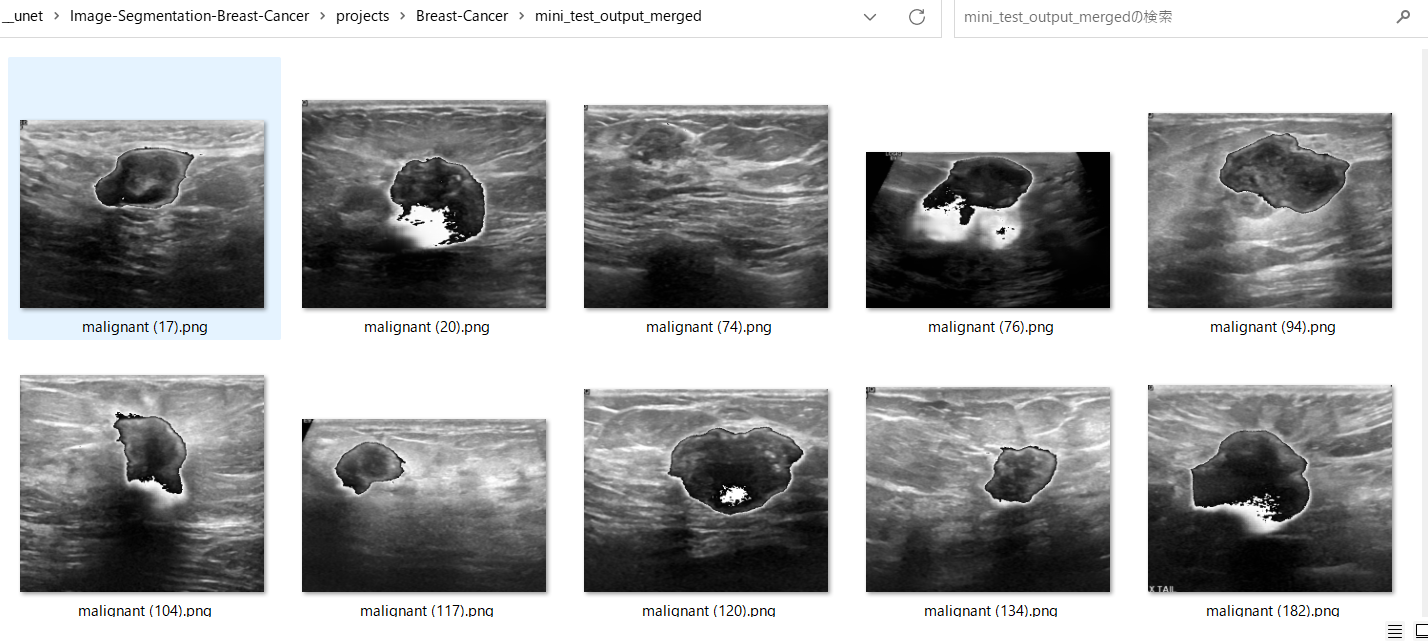 __unet > Image-Segmentation-Breast-Cancer > projects > Breast-Cancer > mini_test_output_merged
mini_test_output_mergedの検索
malignant (17).png
malignant (20).png
malignant (74).png
malignant (76).png
malignant (94).png
X TAIL
malignant (104).png
malignant (117).png
malignant (120).png
malignant (134).png
malignant (182).png